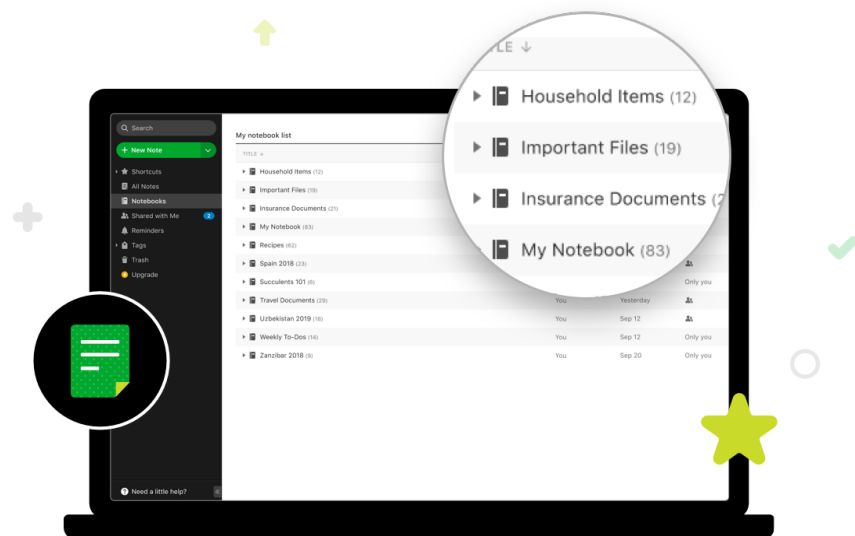 TLE ↓
Household Items (12)
Important Files (19)
Insurance Documents (2
My Notebook (83)
Search
+ New Note
Shortcuts
All Notes
Notebooks
Shared with Me 2
Reminders
Tags
Trash
Upgrade
Need a little help?
My notebook list
TITLE ↓
Household Items (12)
Important Files (19)
Insurance Documents (21)
My Notebook (83)
Recipes (62)
Spain 2018 (23)
Succulents 101 (6) Only you
Travel Documents (29) You Yesterday
Uzbekistan 2019 (16) You Sep 12
Weekly To-Dos (14) You Sep 12 Only you
Zanzibar 2018 (9) You Sep 20 Only you